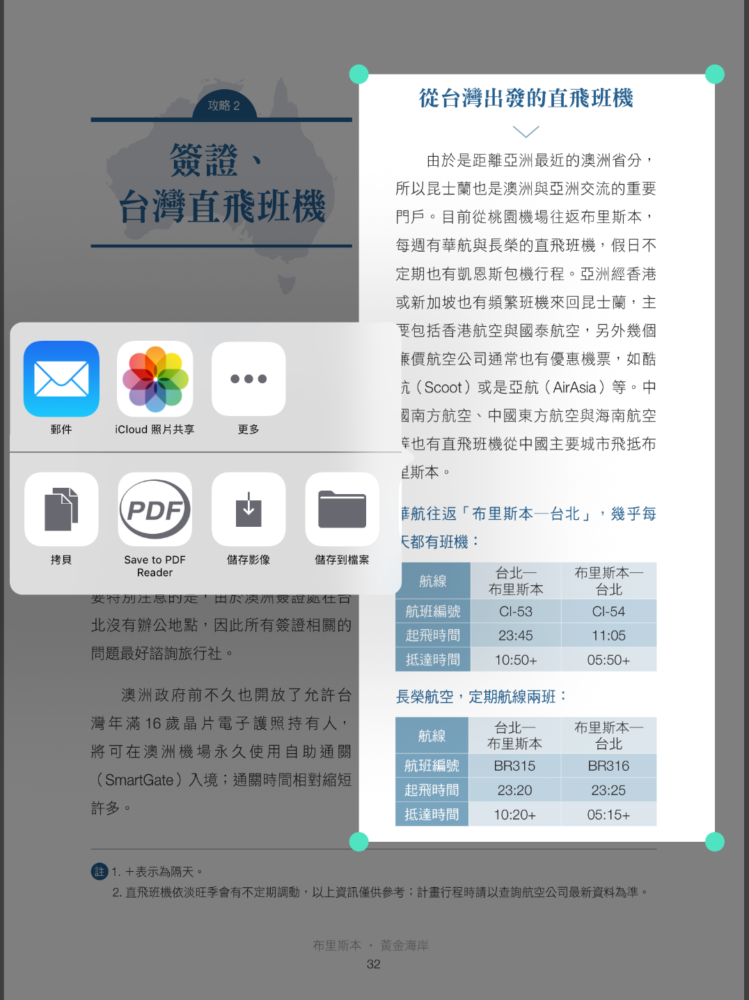 攻略 2
簽證、
台灣直飛班機
從台灣出發的直飛班機
由於是距離亞洲最近的澳洲省分，
所以昆士蘭也是澳洲與亞洲交流的重要
門戶。目前從桃園機場往返布里斯本，
每週有華航與長榮的直飛班機，假日不
定期也有凱恩斯包機行程。亞洲經香港
或新加坡也有頻繁班機來回昆士蘭，主
要包括香港航空與國泰航空，另外幾個
廉價航空公司通常也有優惠機票，如酷
航（Scoot）或是亞航（AirAsia）等。中
國南方航空、中國東方航空與海南航空
等也有直飛班機從中國主要城市飛抵布
里斯本。
華航往返「布里斯本─台北」，幾乎每
天都有班機：
航線
台北─
布里斯本
布里斯本─
台北
航班編號 CI-53 CI-54
起飛時間 23:45 11:05
抵達時間 10:50+ 05:50+
長榮航空，定期航線兩班：
航線
台北─
布里斯本
布里斯本─
台北
航班編號 BR315 BR316
起飛時間 23:20 23:25
抵達時間 10:20+ 05:15+
郵件
iCloud 照片共享
更多
PDF
拷貝
Save to PDF
Reader
儲存影像
儲存到檔案
要特別注意的是，由於澳洲簽證處在台
北沒有辦公地點，因此所有簽證相關的
問題最好諮詢旅行社。
澳洲政府前不久也開放了允許台
灣年滿 16 歲晶片電子護照持有人，
將可在澳洲機場永久使用自助通關
（SmartGate）入境；通關時間相對縮短
許多。
註 1. ＋表示為隔天。
2. 直飛班機依淡旺季會有不定期調動，以上資訊僅供參考；計畫行程時請以查詢航空公司最新資料為準。
布里斯本 ・ 黃金海岸
32